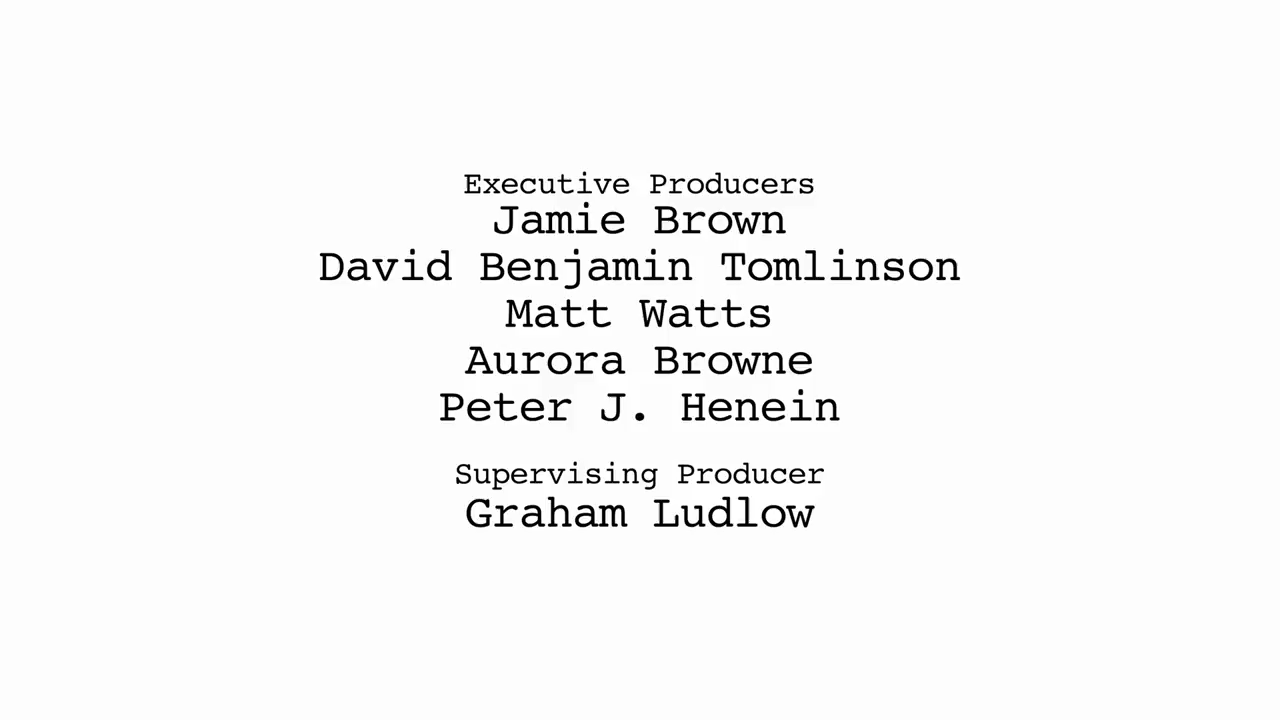 Executive Producers
Jamie Brown
David Benjamin Tomlinson
Matt Watts
Aurora Browne
Peter J. Henein
Supervising Producer
Graham Ludlow